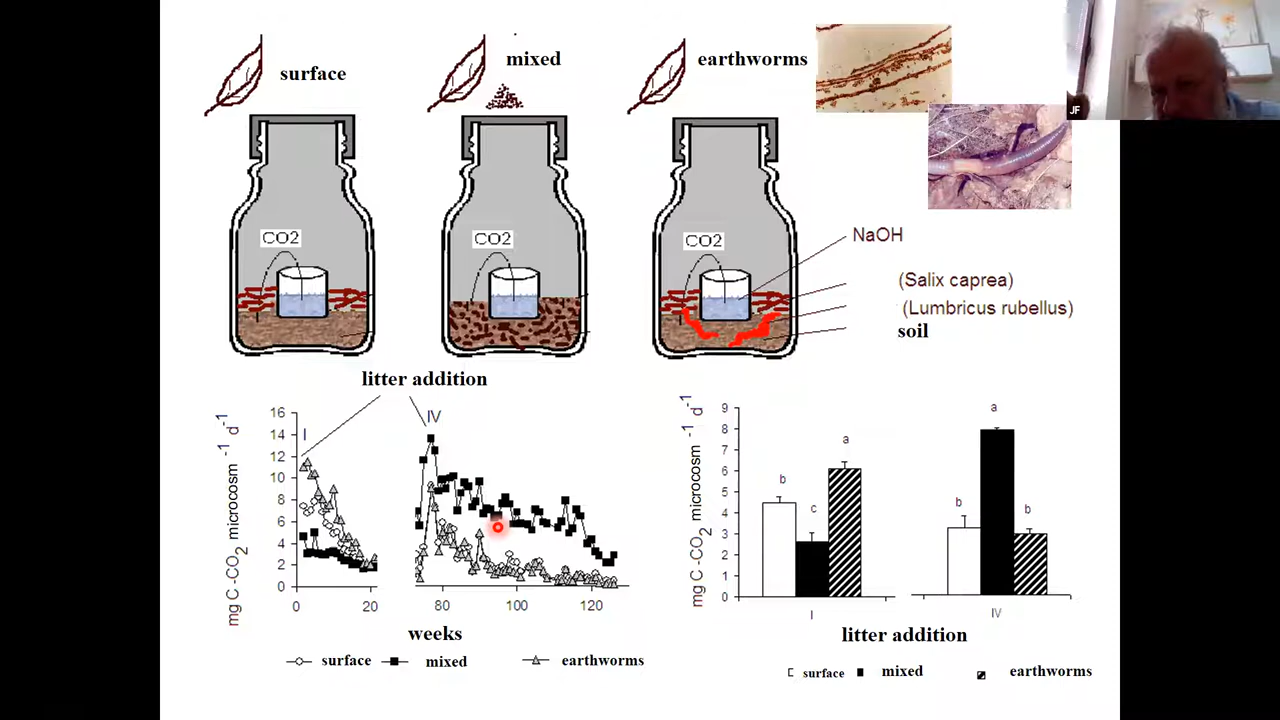 surface
mixed
earthworms
JF
CO2
CO2
CO2
NaOH
(Salix caprea)
(Lumbricus rubellus)
soil
litter addition
mg C-CO2 microcosm -1 d-1
16
14
12
10
8
6
4
2
0
I
IV
0
20
80
100
120
weeks
surface
mixed
earthworms
mg C-CO2 microcosm -1 d-1
9
8
7
6
5
4
3
2
1
0
b
c
a
b
a
b
I
IV
litter addition
surface
mixed
earthworms